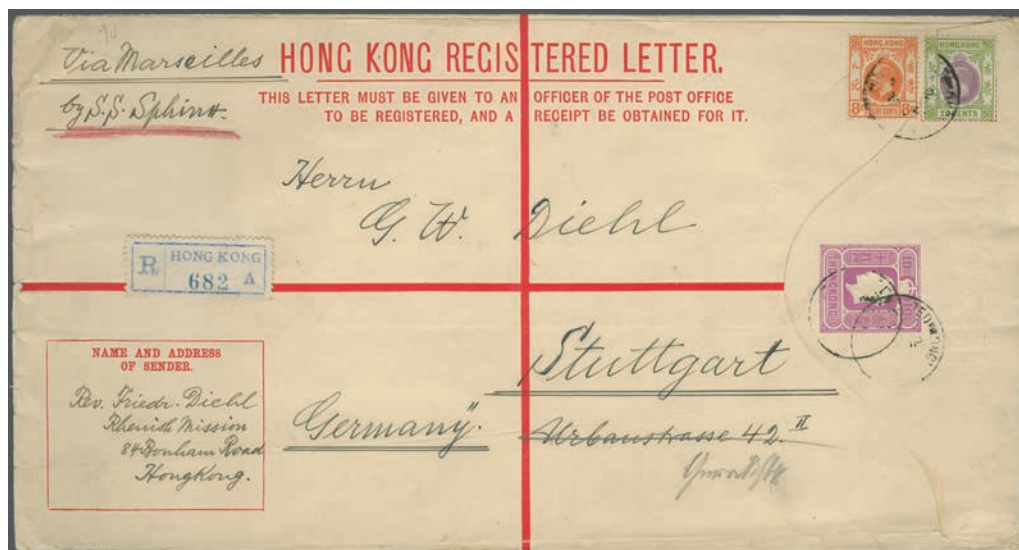 Via Marseilles
by S.S. Sphinx.
HONG KONG REGISTERED LETTER.
THIS LETTER MUST BE GIVEN TO AN OFFICER OF THE POST OFFICE
TO BE REGISTERED, AND A RECEIPT BE OBTAINED FOR IT.
HONG KONG
HONG KONG
Herrn
G. W. Diehl
R HONG KONG
682 A
HONGKONG
Stuttgart
Germany."
Urbanstrasse 42. II
NAME AND ADDRESS
OF SENDER.
Rev. Friedr. Diehl
Rhenish Mission
84 Bonham Road
Hongkong.